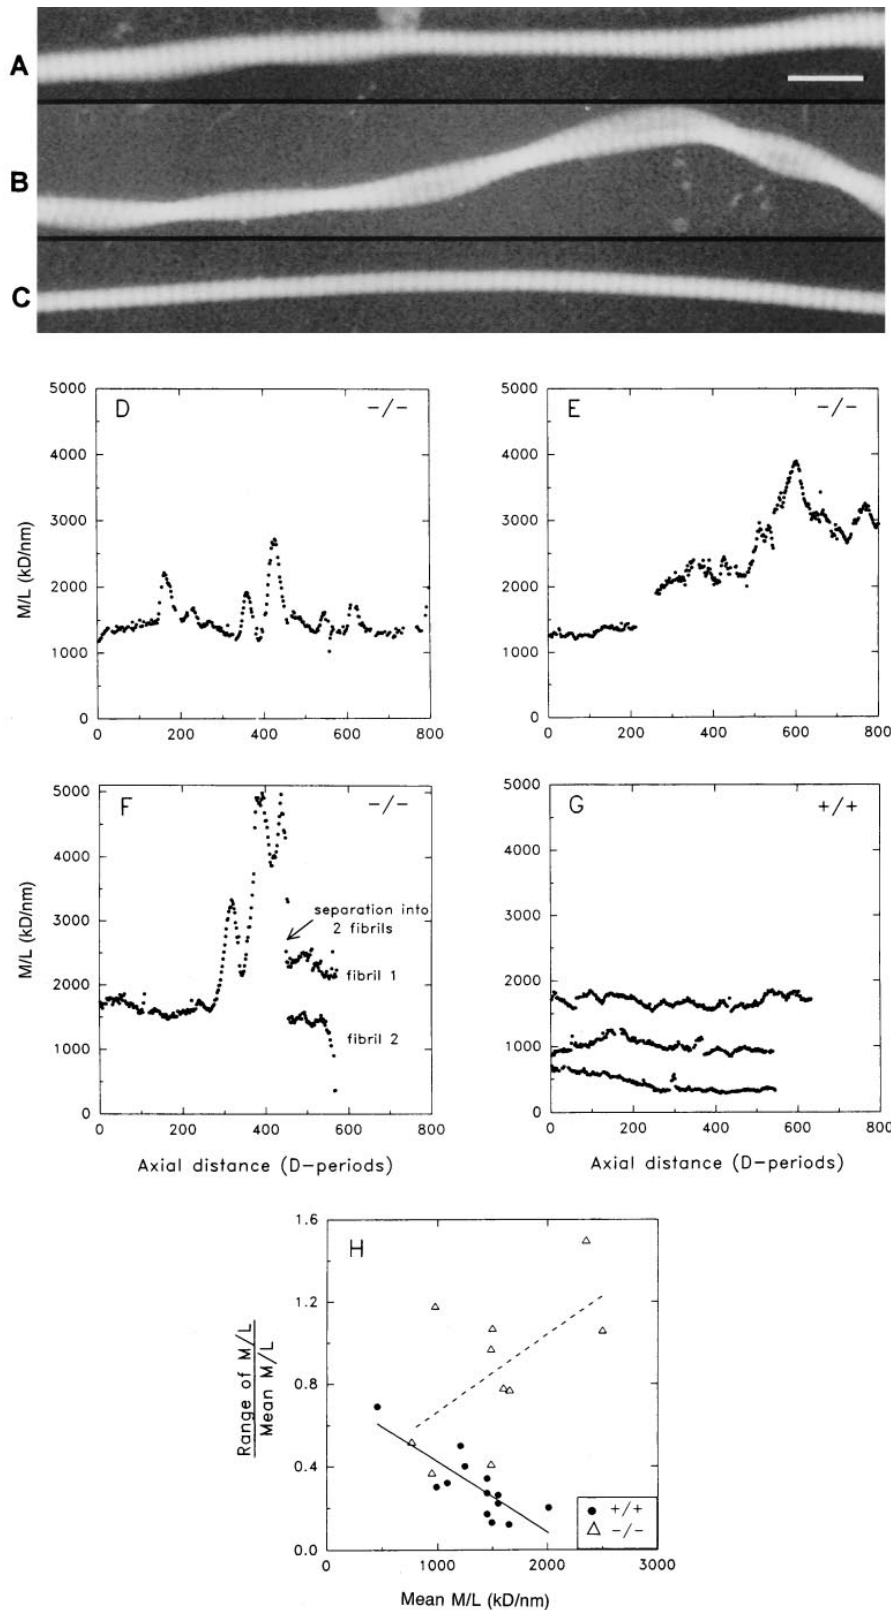 A
B
C
D
-/-
5000
4000
3000
2000
1000
0
M/L (kD/nm)
0 200 400 600 800
E
-/-
5000
4000
3000
2000
1000
0
0 200 400 600 800
F
-/-
5000
4000
3000
2000
1000
0
M/L (kD/nm)
separation into
2 fibrils
fibril 1
fibril 2
0 200 400 600 800
Axial distance (D-periods)
G
+/+
5000
4000
3000
2000
1000
0
0 200 400 600 800
Axial distance (D-periods)
H
1.6
1.2
0.8
0.4
0.0
Range of M/L
Mean M/L
+/+
-/-
0 1000 2000 3000
Mean M/L (kD/nm)